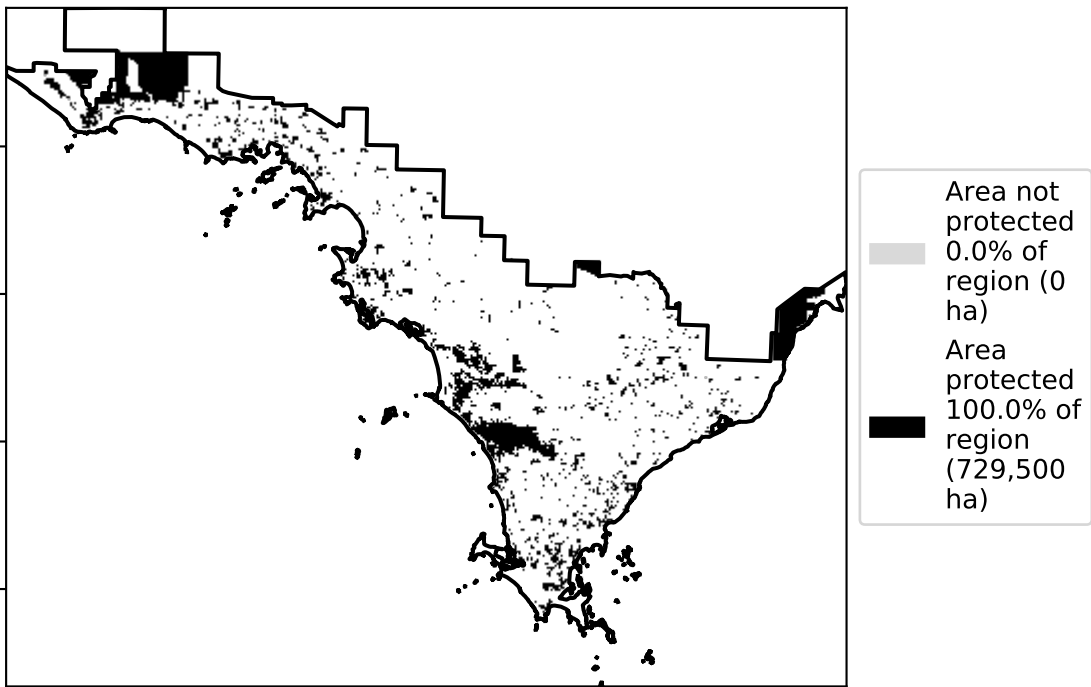 Area not
protected
0.0% of
region (0
ha)
Area
protected
100.0% of
region
(729,500
ha)